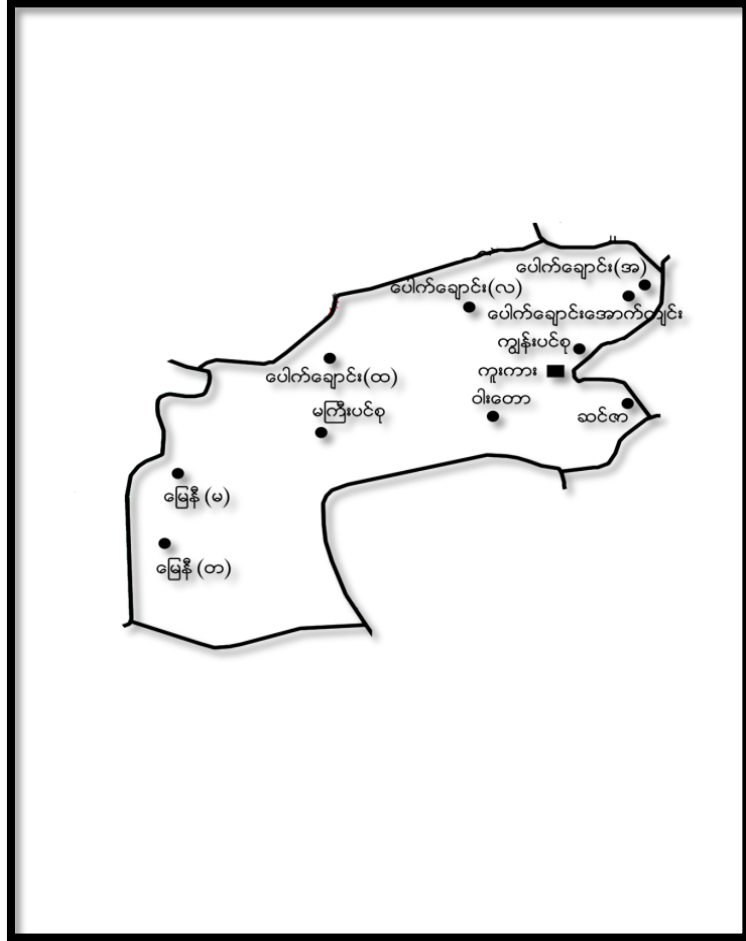 ပေါက်ချောင်း(အ)
ပေါက်ချောင်း(လ)
ပေါက်ချောင်းအောက်ကျင်း
ကျွန်းပင်စု
ကူးကား
ပေါက်ချောင်း(ထ)
ဝါးတော
မကြီးပင်စု
ဆင်ဇာ
မြေနီ(မ)
မြေနီ(တ)